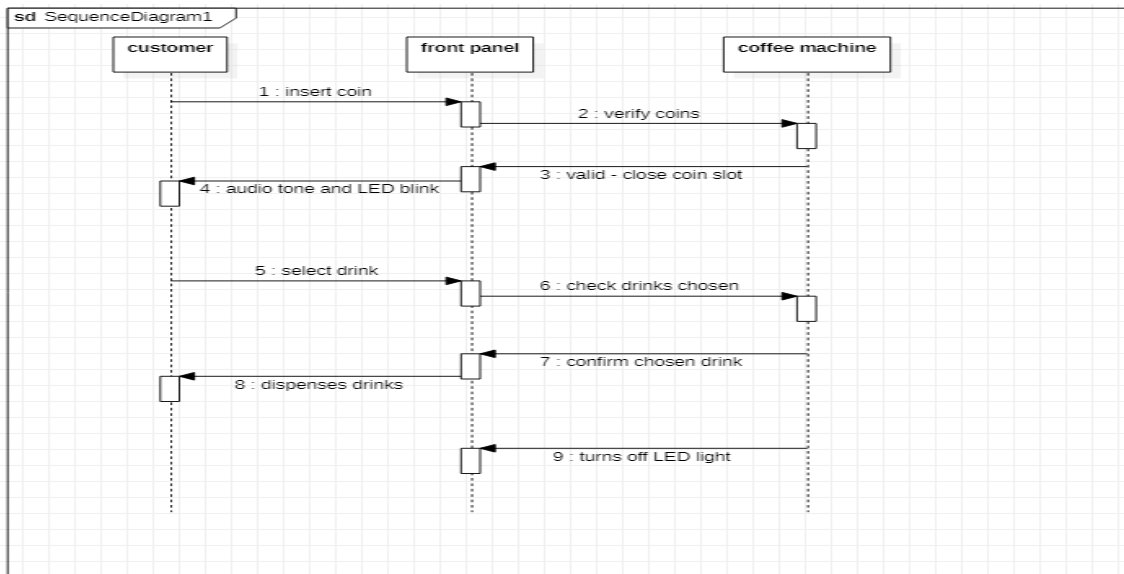 sd SequenceDiagram1
customer
front panel
coffee machine
1 : insert coin
2 : verify coins
3 : valid - close coin slot
4 : audio tone and LED blink
5 : select drink
6 : check drinks chosen
7 : confirm chosen drink
8 : dispenses drinks
9 : turns off LED light